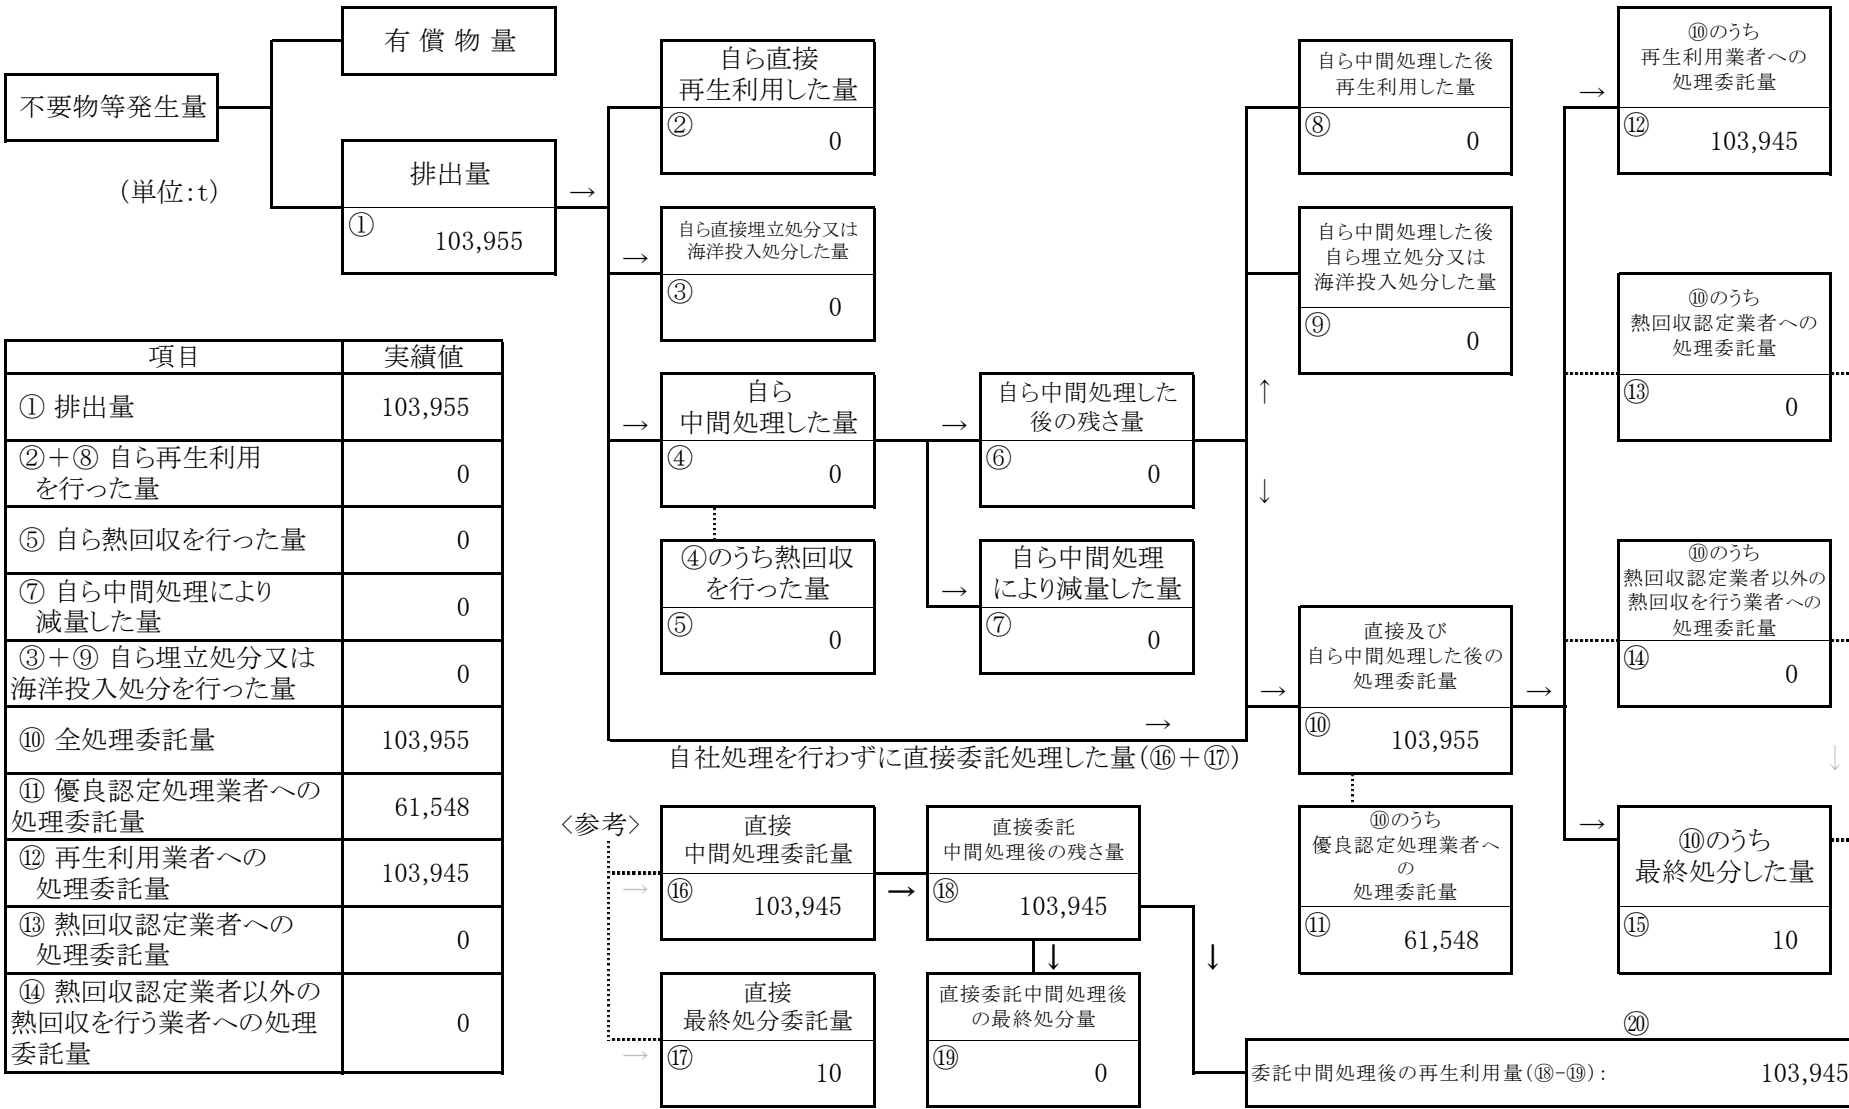 不要物等発生量
(単位:t)
有 償 物 量
排出量
①
103,955
→
自ら直接
再生利用した量
②
0
→
自ら直接埋立処分又は
海洋投入処分した量
③
0
→
自ら
中間処理した量
④
0
④のうち熱回収
を行った量
⑤
0
→
自ら中間処理した
後の残さ量
⑥
0
→
自ら中間処理
により減量した量
⑦
0
→
自社処理を行わずに直接委託処理した量(⑯+⑰)
↑
↓
自ら中間処理した後
再生利用した量
⑧
0
自ら中間処理した後
自ら埋立処分又は
海洋投入処分した量
⑨
0
→
直接及び
自ら中間処理した後の
処理委託量
⑩
103,955
⑩のうち
優良認定処理業者へ
の
処理委託量
⑪
61,548
→
→
⑩のうち
再生利用業者への
処理委託量
⑫
103,945
⑩のうち
熱回収認定業者への
処理委託量
⑬
0
⑩のうち
熱回収認定業者以外の
熱回収を行う業者への
処理委託量
⑭
0
↓
→
⑩のうち
最終処分した量
⑮
10
項目 実績値
① 排出量 103,955
②+⑧ 自ら再生利用
を行った量 0
⑤ 自ら熱回収を行った量 0
⑦ 自ら中間処理により
減量した量 0
③+⑨ 自ら埋立処分又は
海洋投入処分を行った量 0
⑩ 全処理委託量 103,955
⑪ 優良認定処理業者への
処理委託量 61,548
⑫ 再生利用業者への
処理委託量 103,945
⑬ 熱回収認定業者への
処理委託量 0
⑭ 熱回収認定業者以外の
熱回収を行う業者への処理
委託量 0
<参考>
→
直接
中間処理委託量
⑯
103,945
→
直接委託
中間処理後の残さ量
⑱
103,945
↓
↓
→
直接
最終処分委託量
⑰
10
直接委託中間処理後
の最終処分量
⑲
0
⑳
委託中間処理後の再生利用量(⑱-⑲): 103,945